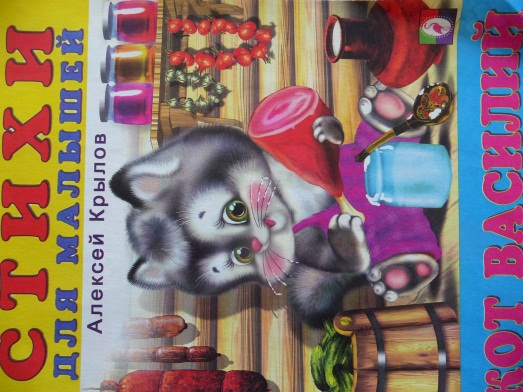 СТИХИ
ДЛЯ МАЛЫШЕЙ
Алексей Крылов
КОТ ВАСИЛИЙ